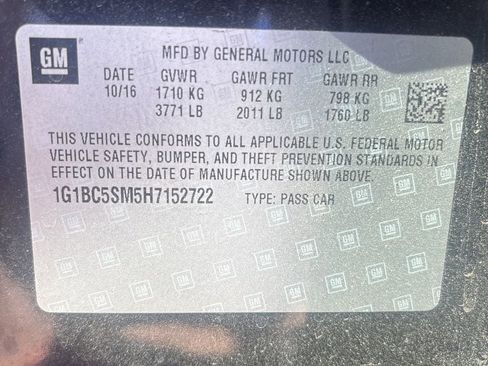 GM
MFD BY GENERAL MOTORS LLC
DATE GVWR GAWR FRT GAWR RR
10/16 1710 KG 912 KG 798 KG
3771 LB 2011 LB 1760 LB
THIS VEHICLE CONFORMS TO ALL APPLICABLE U.S. FEDERAL MOTOR
VEHICLE SAFETY, BUMPER, AND THEFT PREVENTION STANDARDS IN
EFFECT ON THE DATE OF MANUFACTURE SHOWN ABOVE.
1G1BC5SM5H7152722 TYPE: PASS CAR